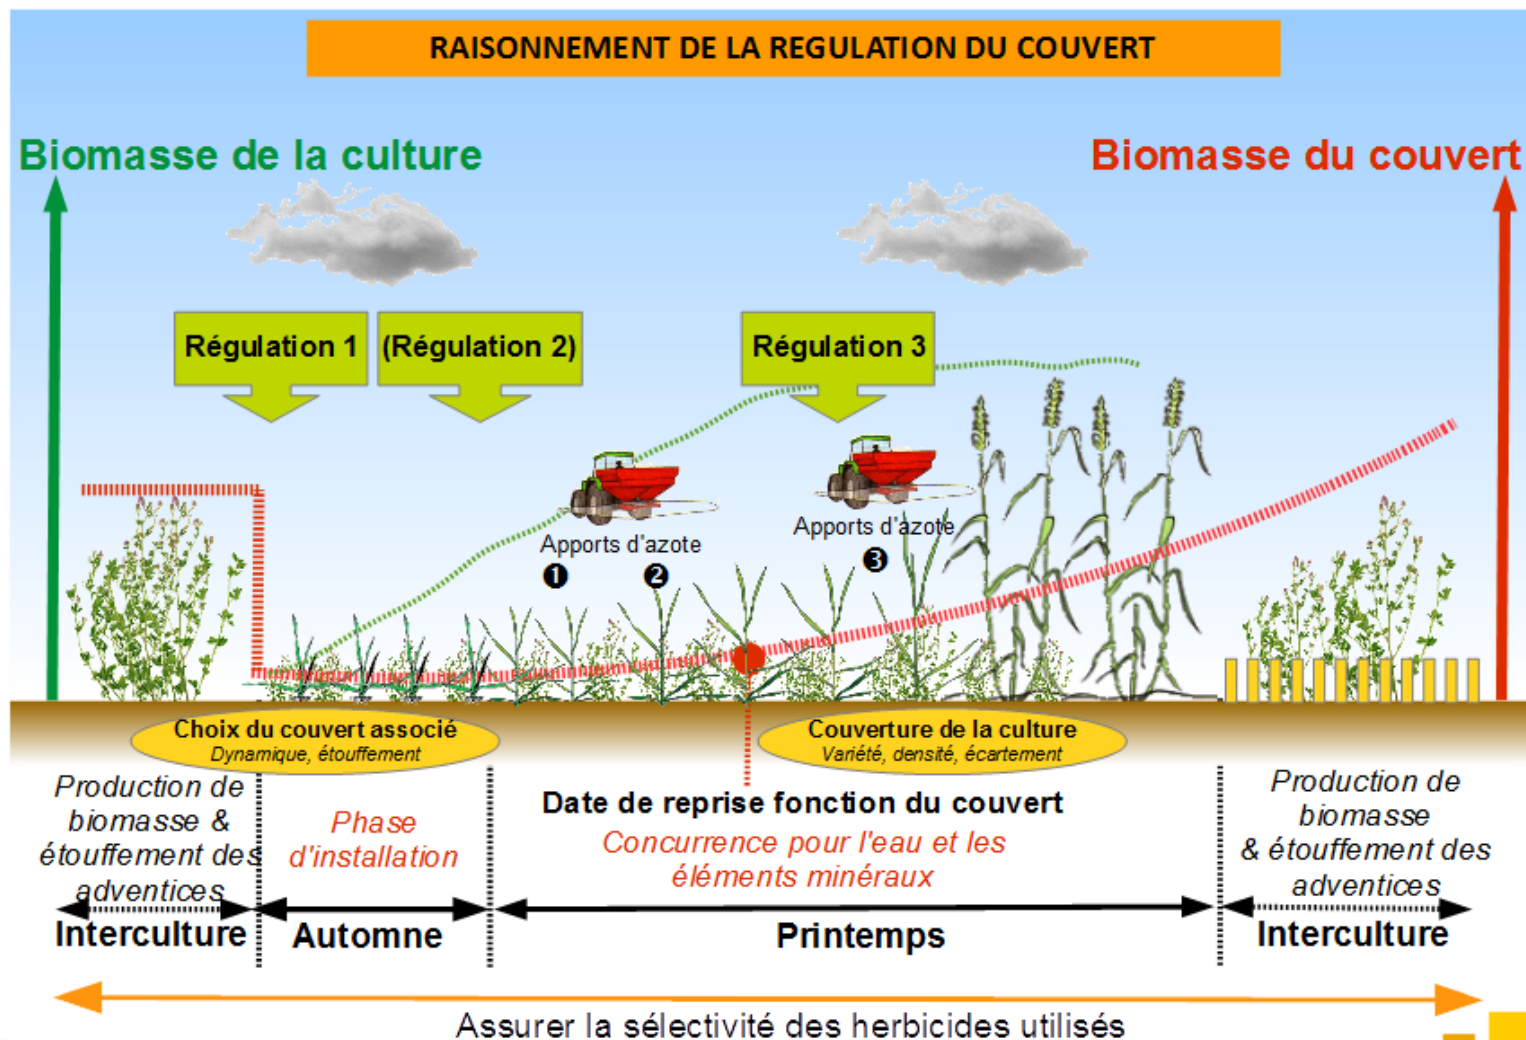 RAISONNEMENT DE LA REGULATION DU COUVERT
Biomasse de la culture
Biomasse du couvert
Régulation 1
(Régulation 2)
Régulation 3
Apports d'azote
❶
❷
Apports d'azote
❸
Choix du couvert associé
Dynamique, étouffement
Couverture de la culture
Variété, densité, écartement
Production de
biomasse &
étouffement des
adventices
Phase
d'installation
Date de reprise fonction du couvert
Concurrence pour l'eau et les
éléments minéraux
Production de
biomasse
& étouffement des
adventices
Interculture
Automne
Printemps
Interculture
Assurer la sélectivité des herbicides utilisés